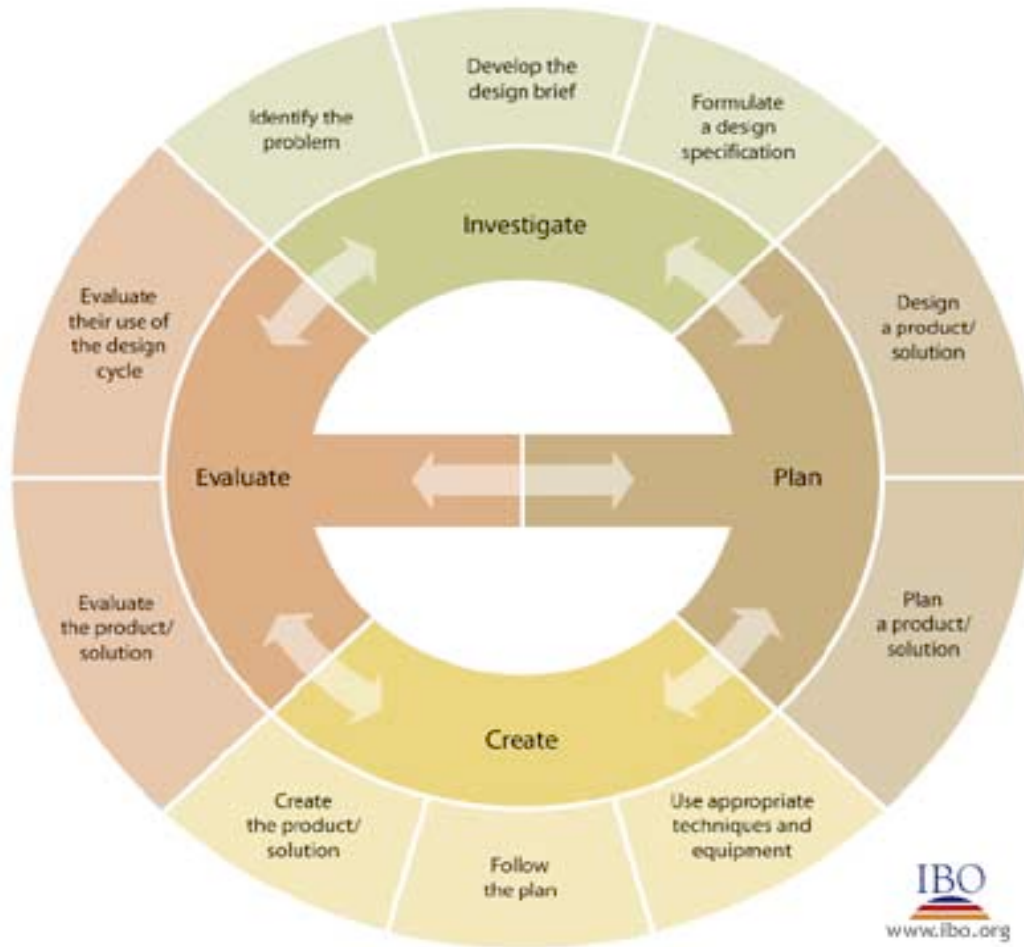 Identify the
problem
Develop the
design brief
Formulate
a design
specification
Investigate
Evaluate
their use of
the design
cycle
Design
a product/
solution
Evaluate
Plan
Evaluate
the product/
solution
Plan
a product/
solution
Create
Create
the product/
solution
Follow
the plan
Use appropriate
techniques and
equipment
IBO
www.ibo.org